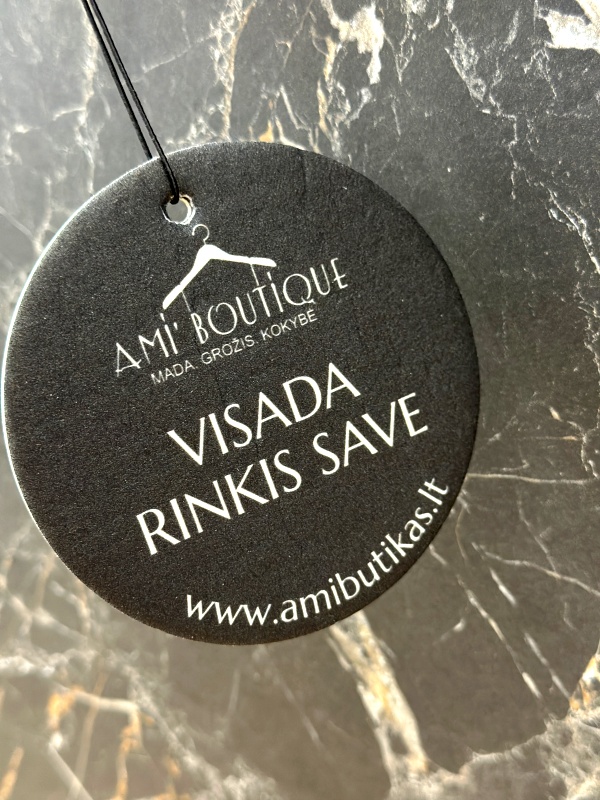 AMI' BOUTIQUE
MADA. GROŽIS. KOKYBĖ
VISADA
RINKIS SAVE
www.amibutikas.lt